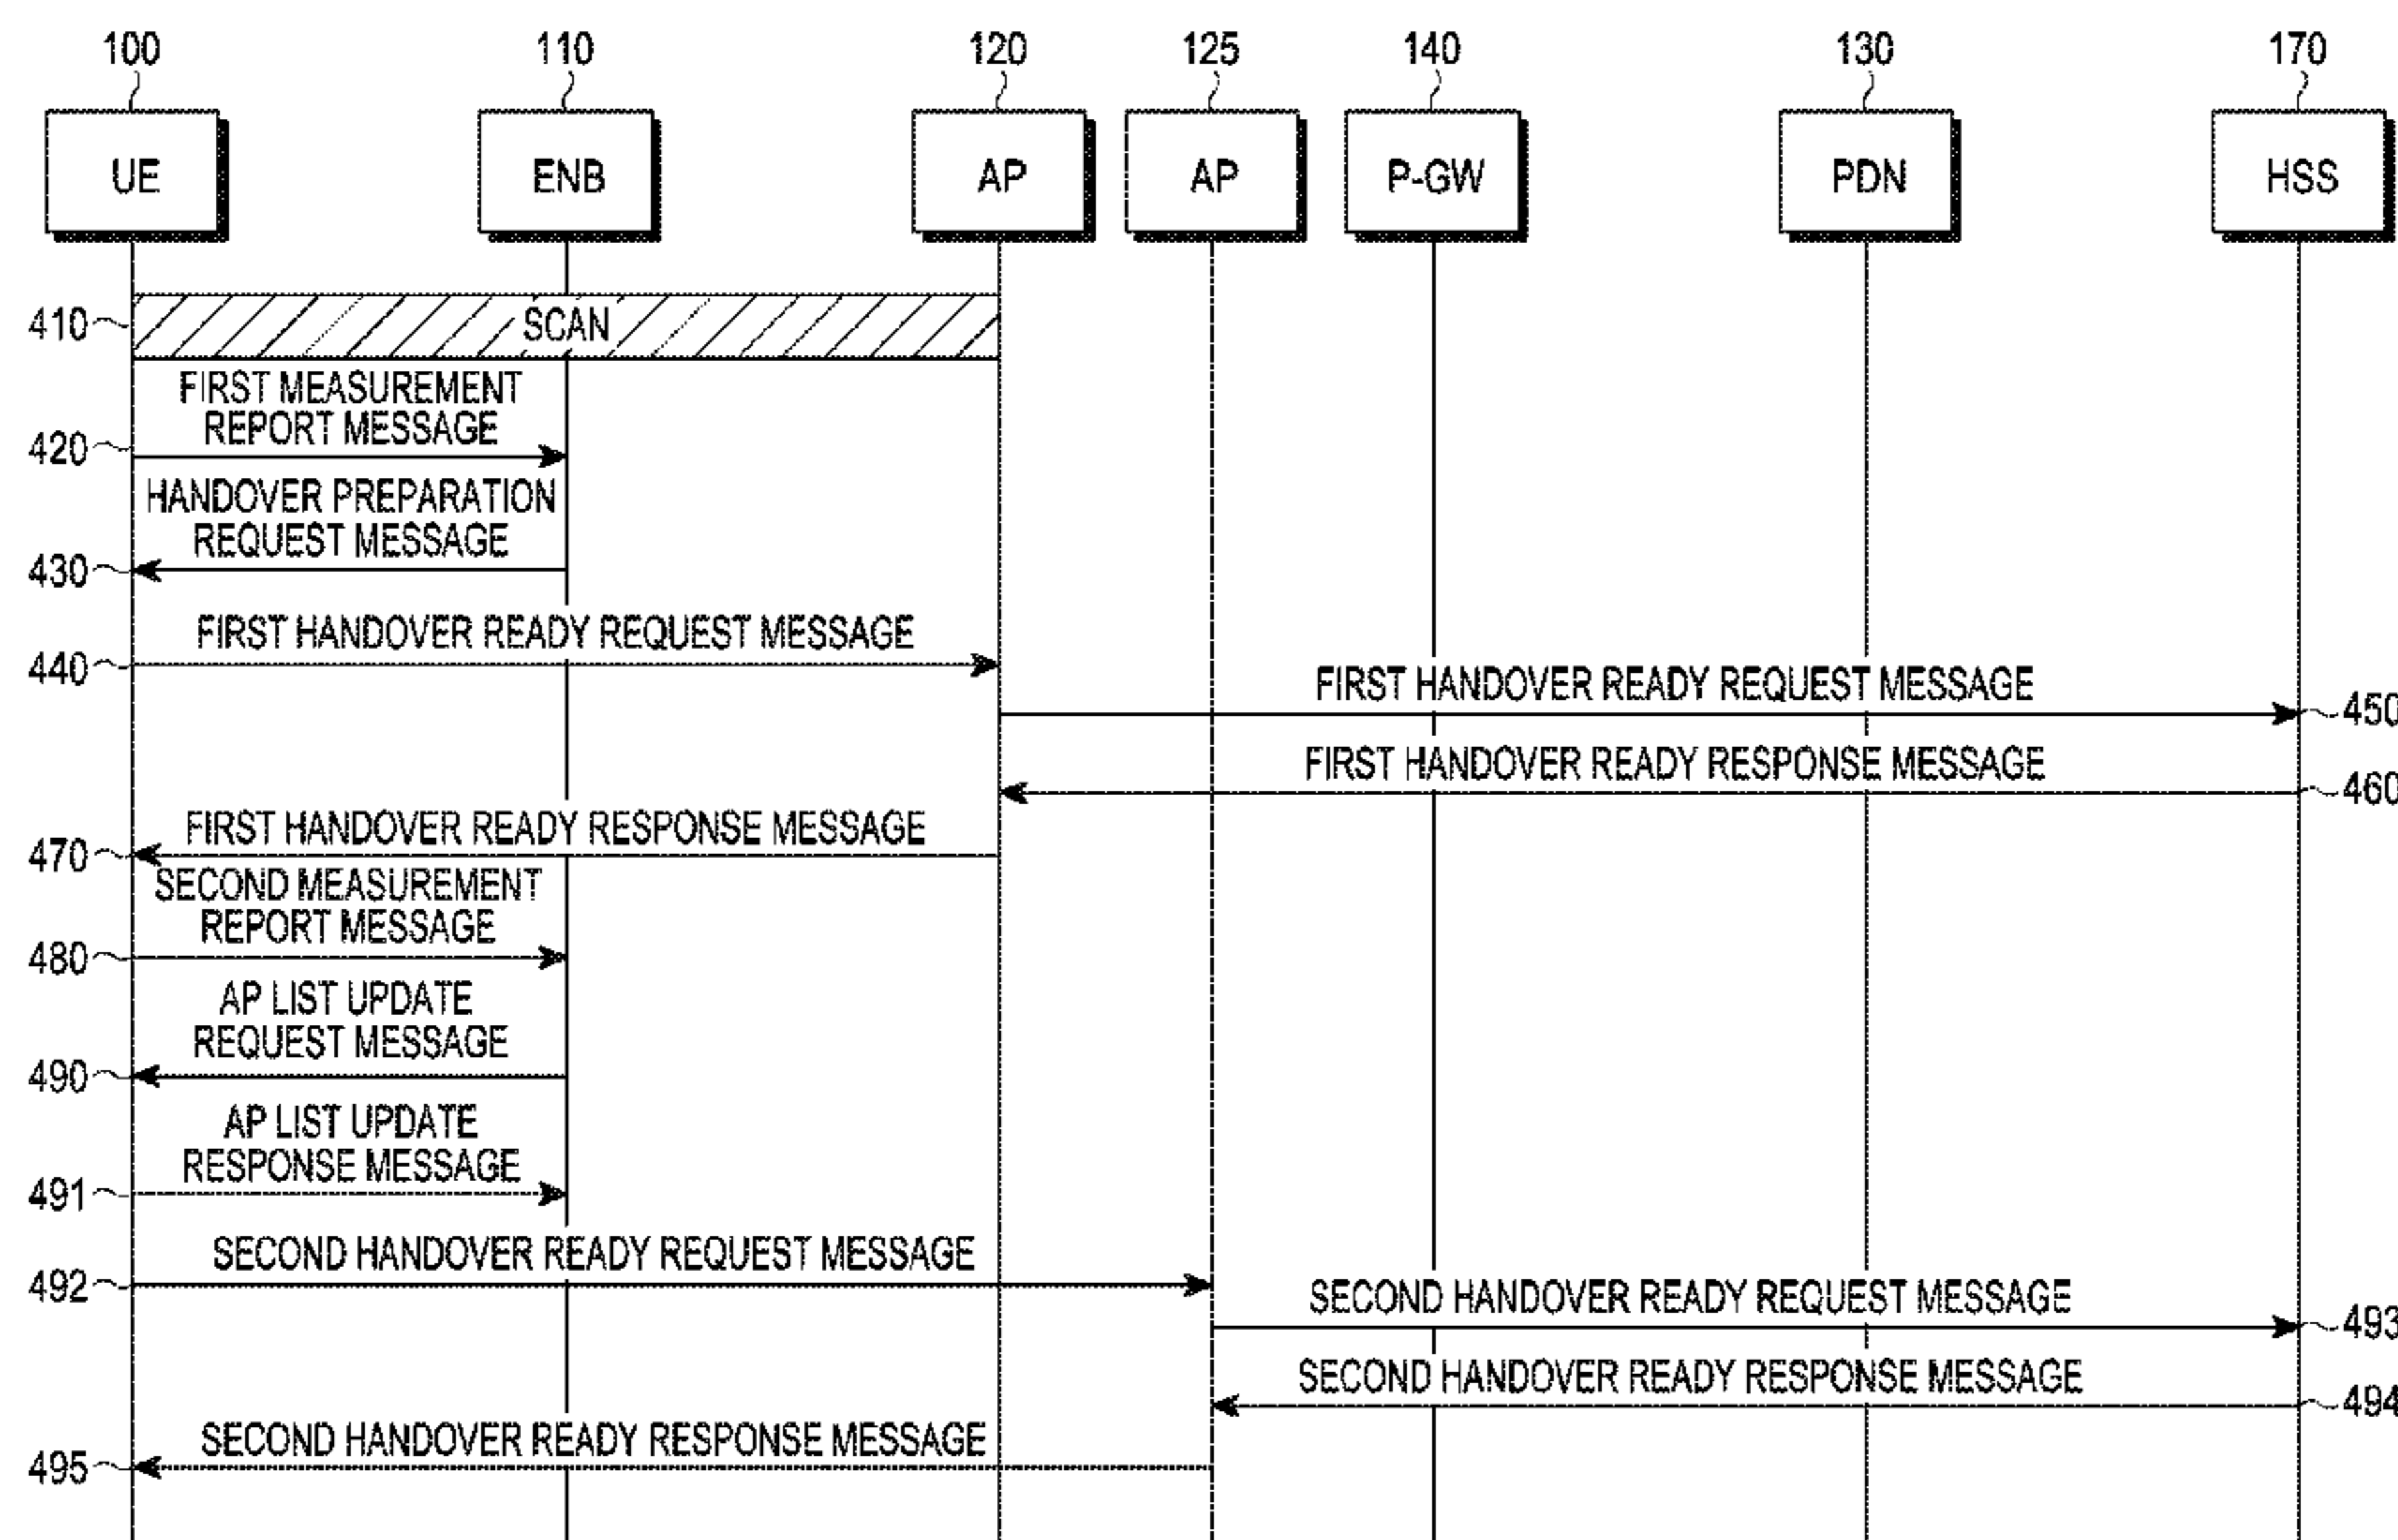 100
110
120
125
140
130
170
UE
ENB
AP
AP
P-GW
PDN
HSS
410
SCAN
FIRST MEASUREMENT
REPORT MESSAGE
420
HANDOVER PREPARATION
REQUEST MESSAGE
430
FIRST HANDOVER READY REQUEST MESSAGE
440
FIRST HANDOVER READY REQUEST MESSAGE
450
FIRST HANDOVER READY RESPONSE MESSAGE
460
FIRST HANDOVER READY RESPONSE MESSAGE
470
SECOND MEASUREMENT
REPORT MESSAGE
480
AP LIST UPDATE
REQUEST MESSAGE
490
AP LIST UPDATE
RESPONSE MESSAGE
491
SECOND HANDOVER READY REQUEST MESSAGE
492
SECOND HANDOVER READY REQUEST MESSAGE
493
SECOND HANDOVER READY RESPONSE MESSAGE
494
SECOND HANDOVER READY RESPONSE MESSAGE
495